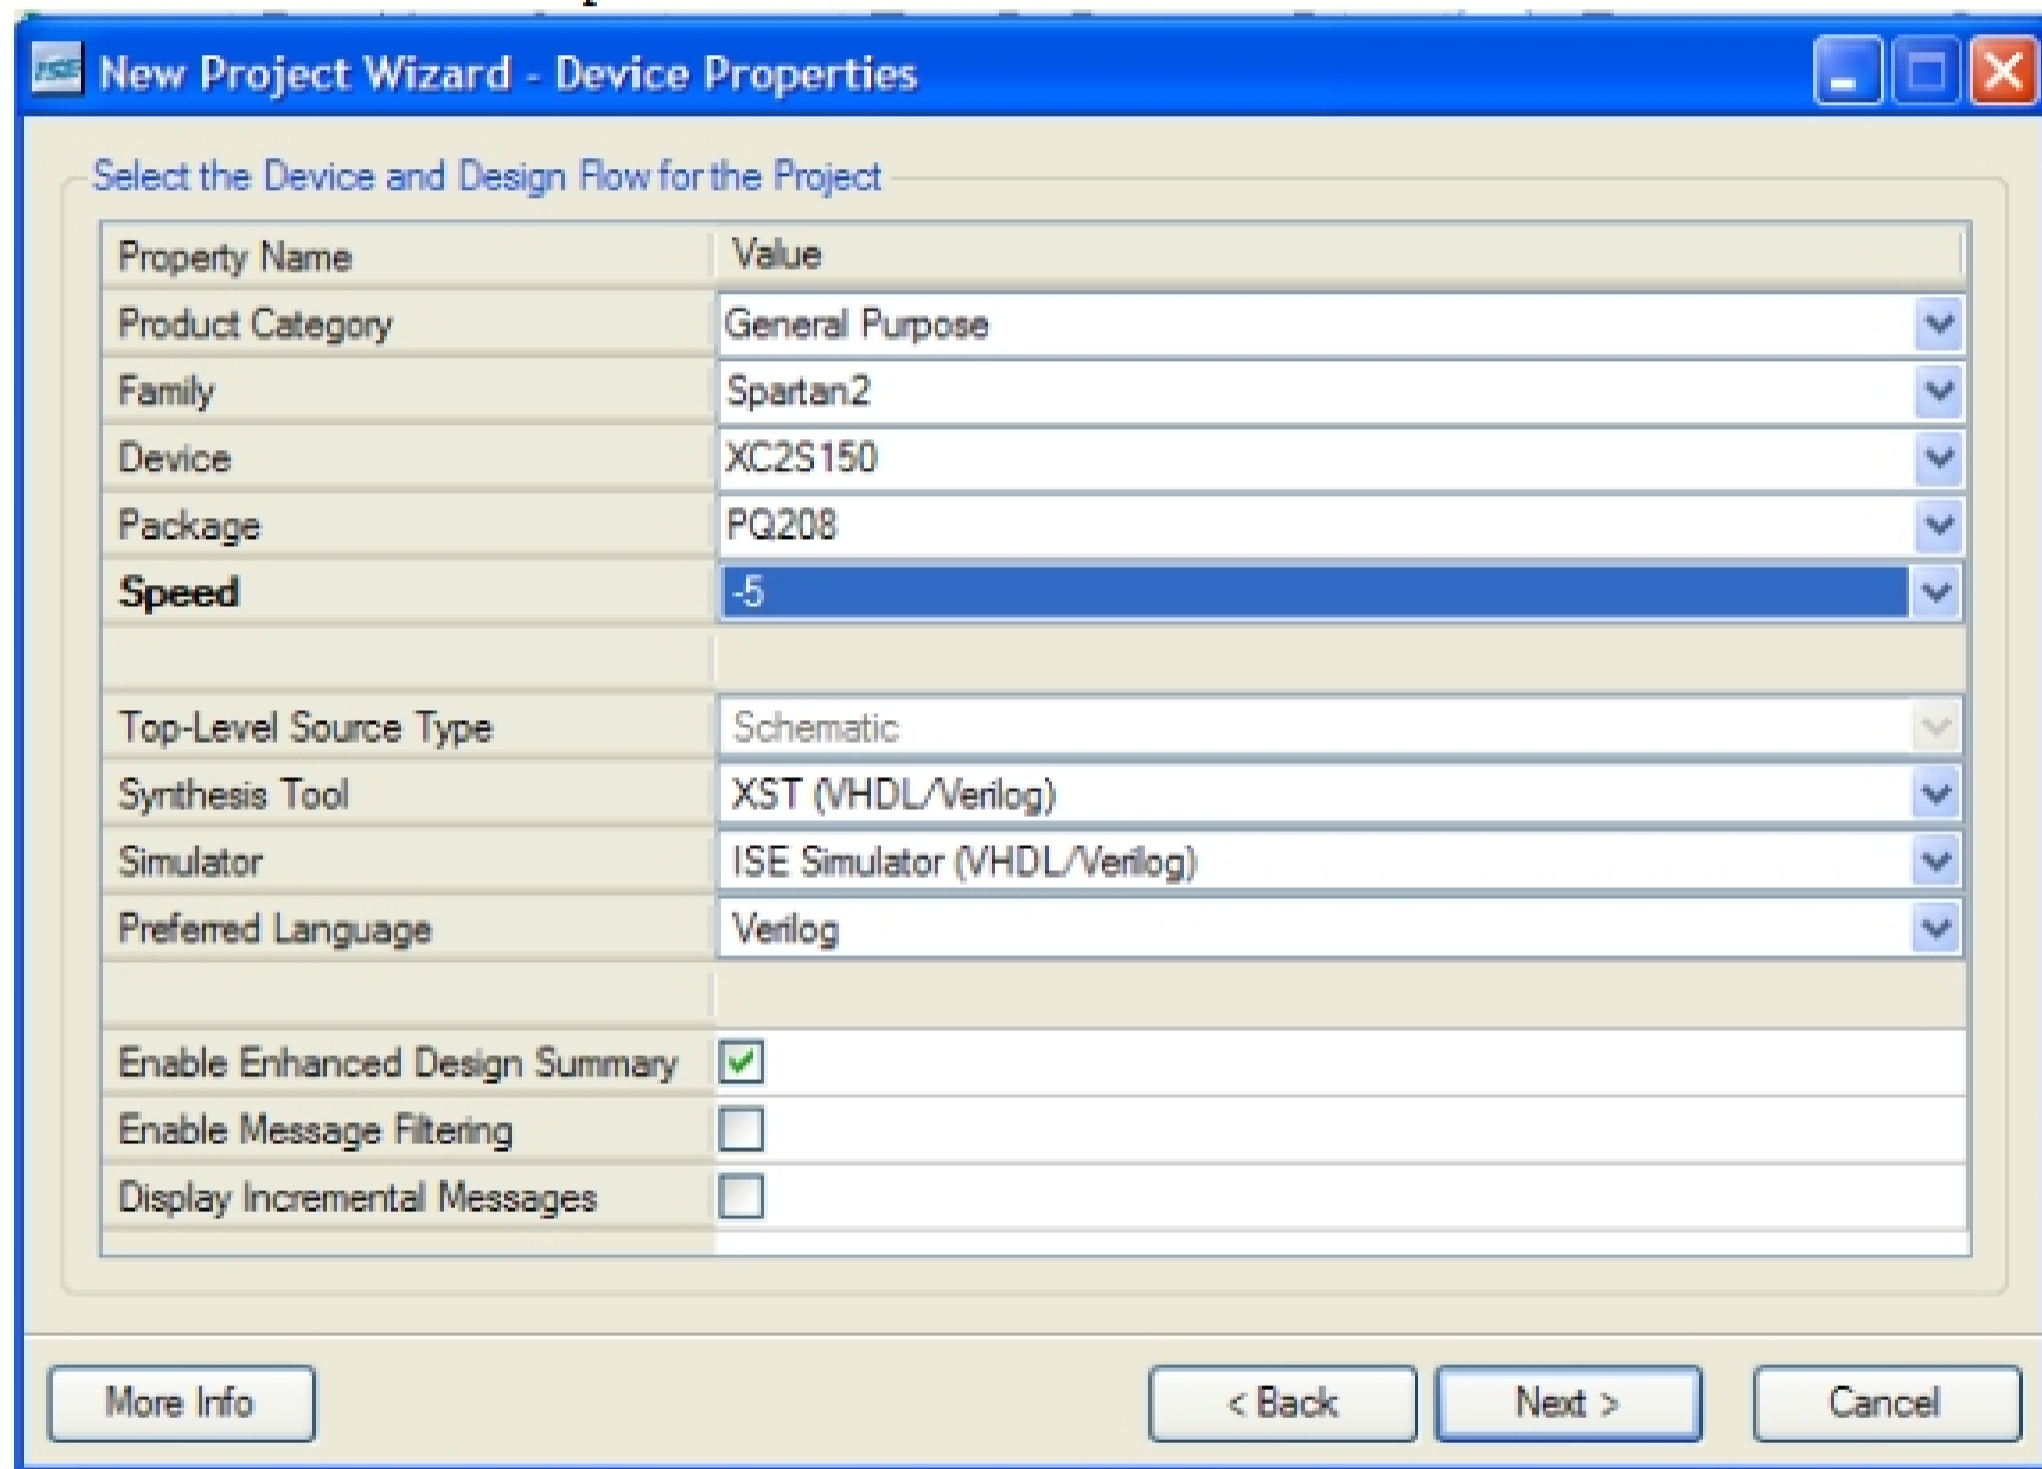 ISE New Project Wizard - Device Properties
Select the Device and Design Flow for the Project
Property Name Value
Product Category General Purpose
Family Spartan2
Device XC2S150
Package PQ208
Speed -5
Top-Level Source Type Schematic
Synthesis Tool XST (VHDL/Verilog)
Simulator ISE Simulator (VHDL/Verilog)
Preferred Language Verilog
Enable Enhanced Design Summary
Enable Message Filtering
Display Incremental Messages
More Info < Back Next > Cancel